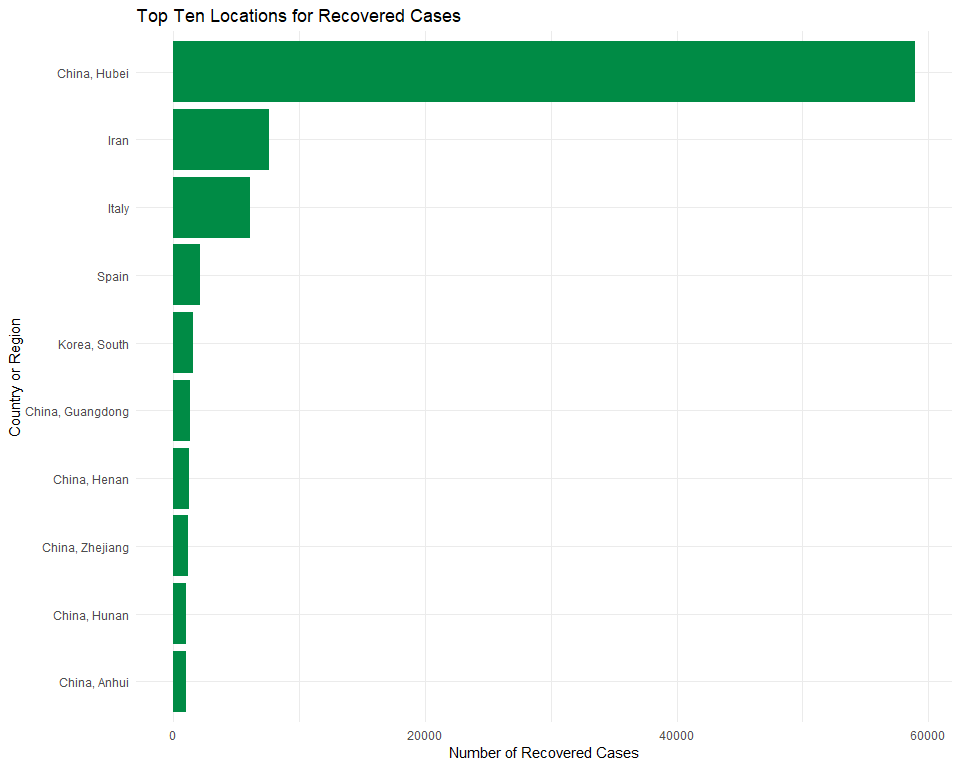 Top Ten Locations for Recovered Cases
Country or Region
China, Hubei
Iran
Italy
Spain
Korea, South
China, Guangdong
China, Henan
China, Zhejiang
China, Hunan
China, Anhui
0 20000 40000 60000
Number of Recovered Cases